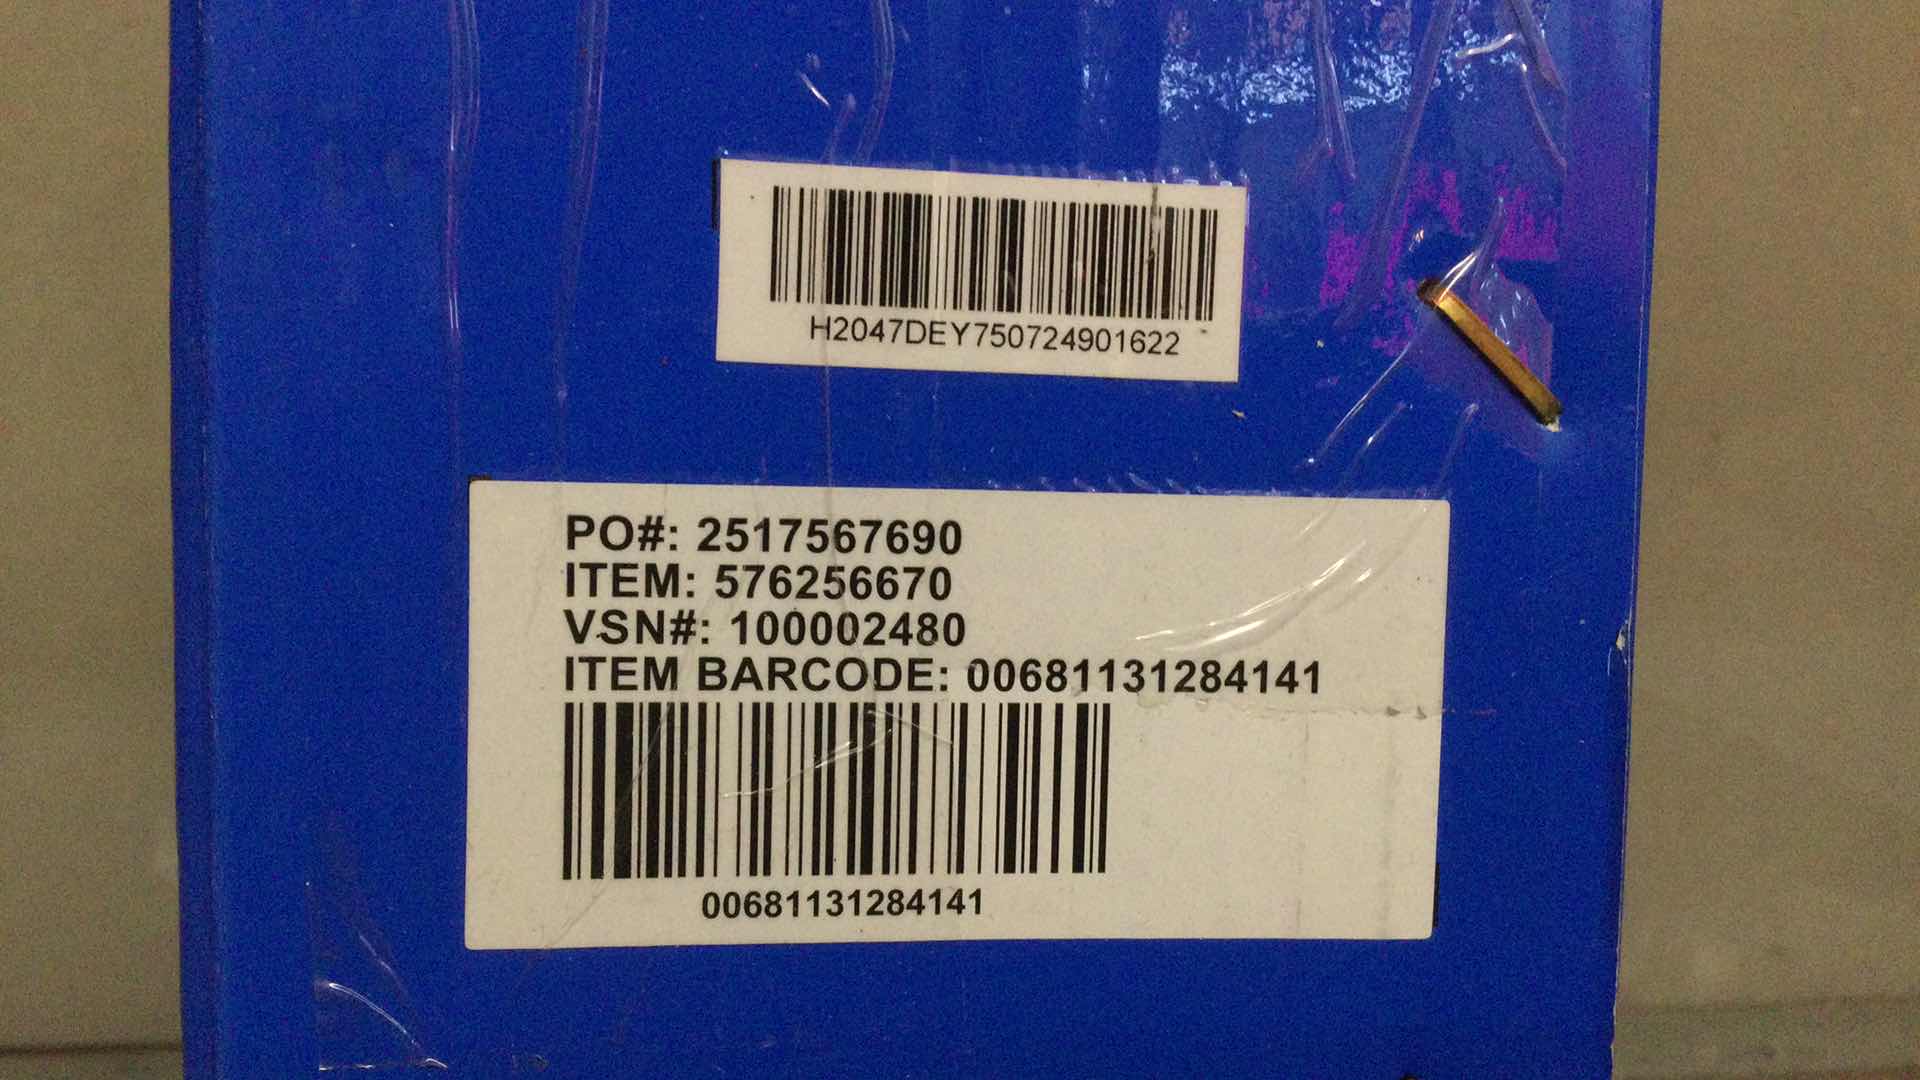 H2047DEY750724901622
PO#: 2517567690
ITEM: 576256670
VSN#: 100002480
ITEM BARCODE: 00681131284141
00681131284141